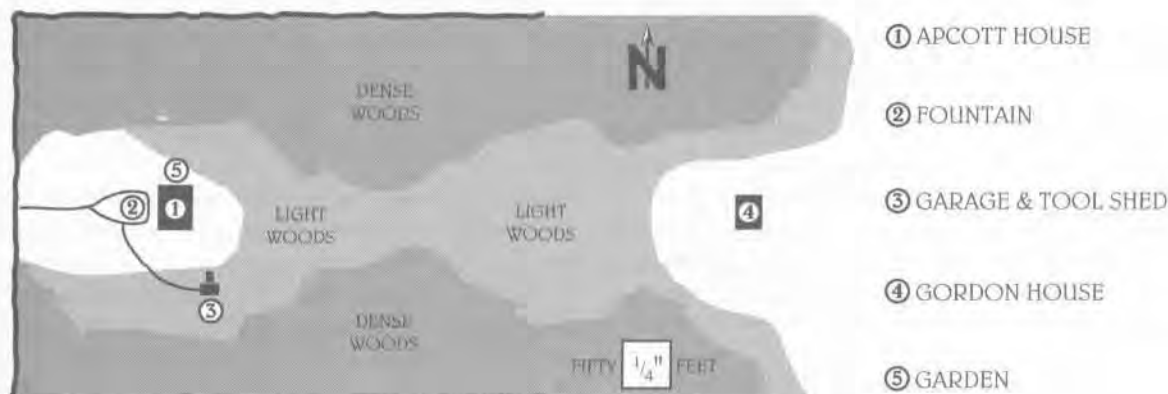 DENSE
WOODS
N
⑤
② ①
LIGHT
WOODS
LIGHT
WOODS
④
③
DENSE
WOODS
FIFTY 1/4" FEET
① APCOTT HOUSE
② FOUNTAIN
③ GARAGE & TOOL SHED
④ GORDON HOUSE
⑤ GARDEN